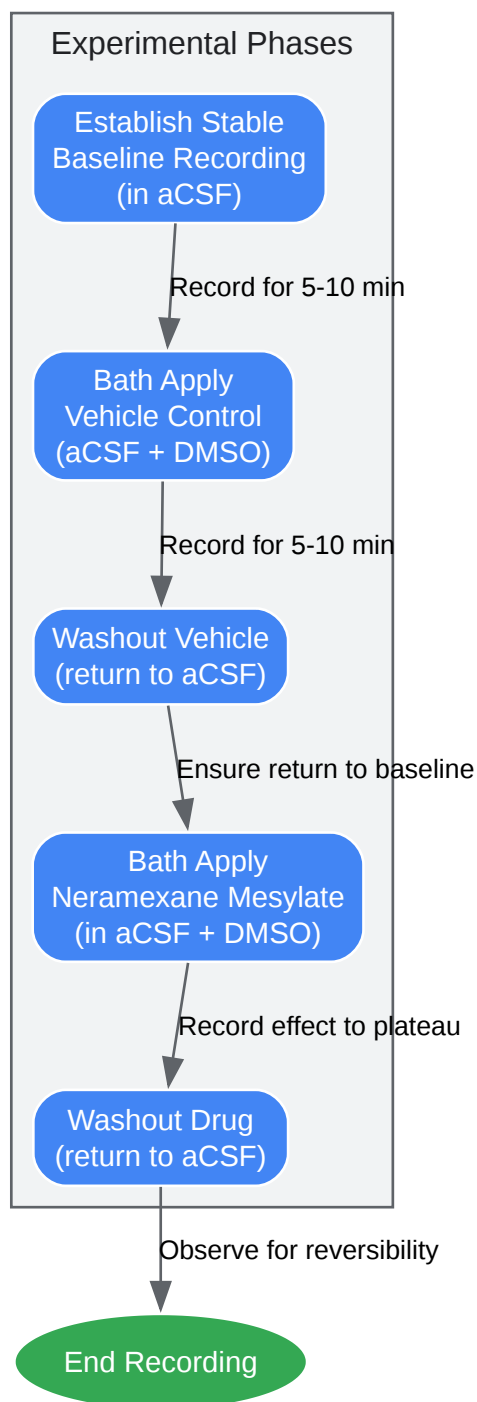 Experimental Phases
Establish Stable
Baseline Recording
(in aCSF)
Record for 5-10 min
Bath Apply
Vehicle Control
(aCSF + DMSO)
Record for 5-10 min
Washout Vehicle
(return to aCSF)
Ensure return to baseline
Bath Apply
Neramexane Mesylate
(in aCSF + DMSO)
Record effect to plateau
Washout Drug
(return to aCSF)
Observe for reversibility
End Recording